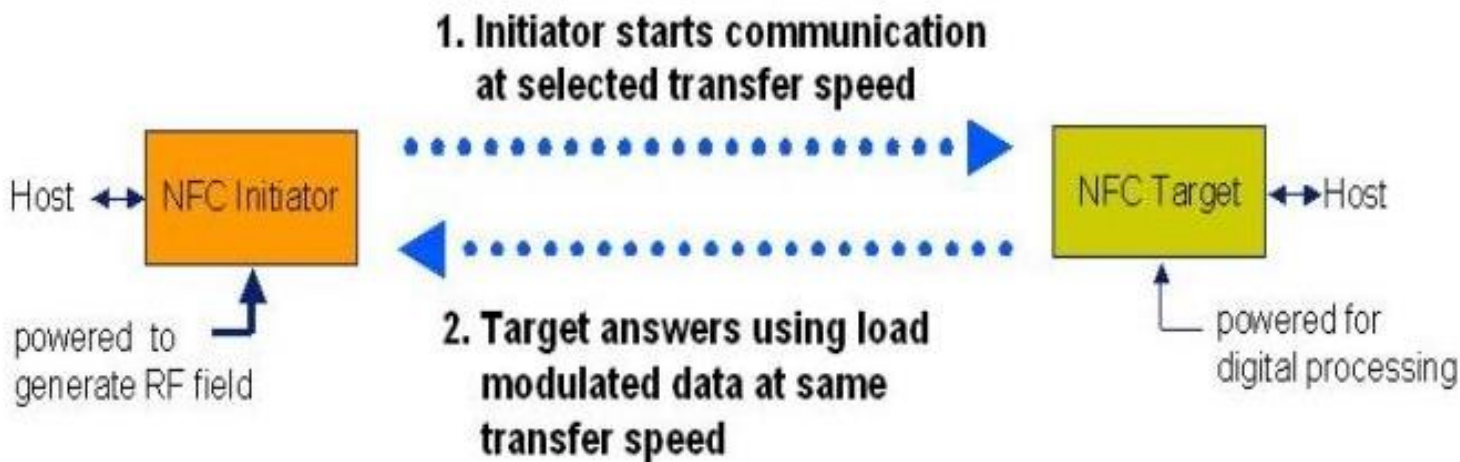 1. Initiator starts communication
at selected transfer speed
Host
NFC Initiator
NFC Target
Host
powered to
generate RF field
2. Target answers using load
modulated data at same
transfer speed
powered for
digital processing